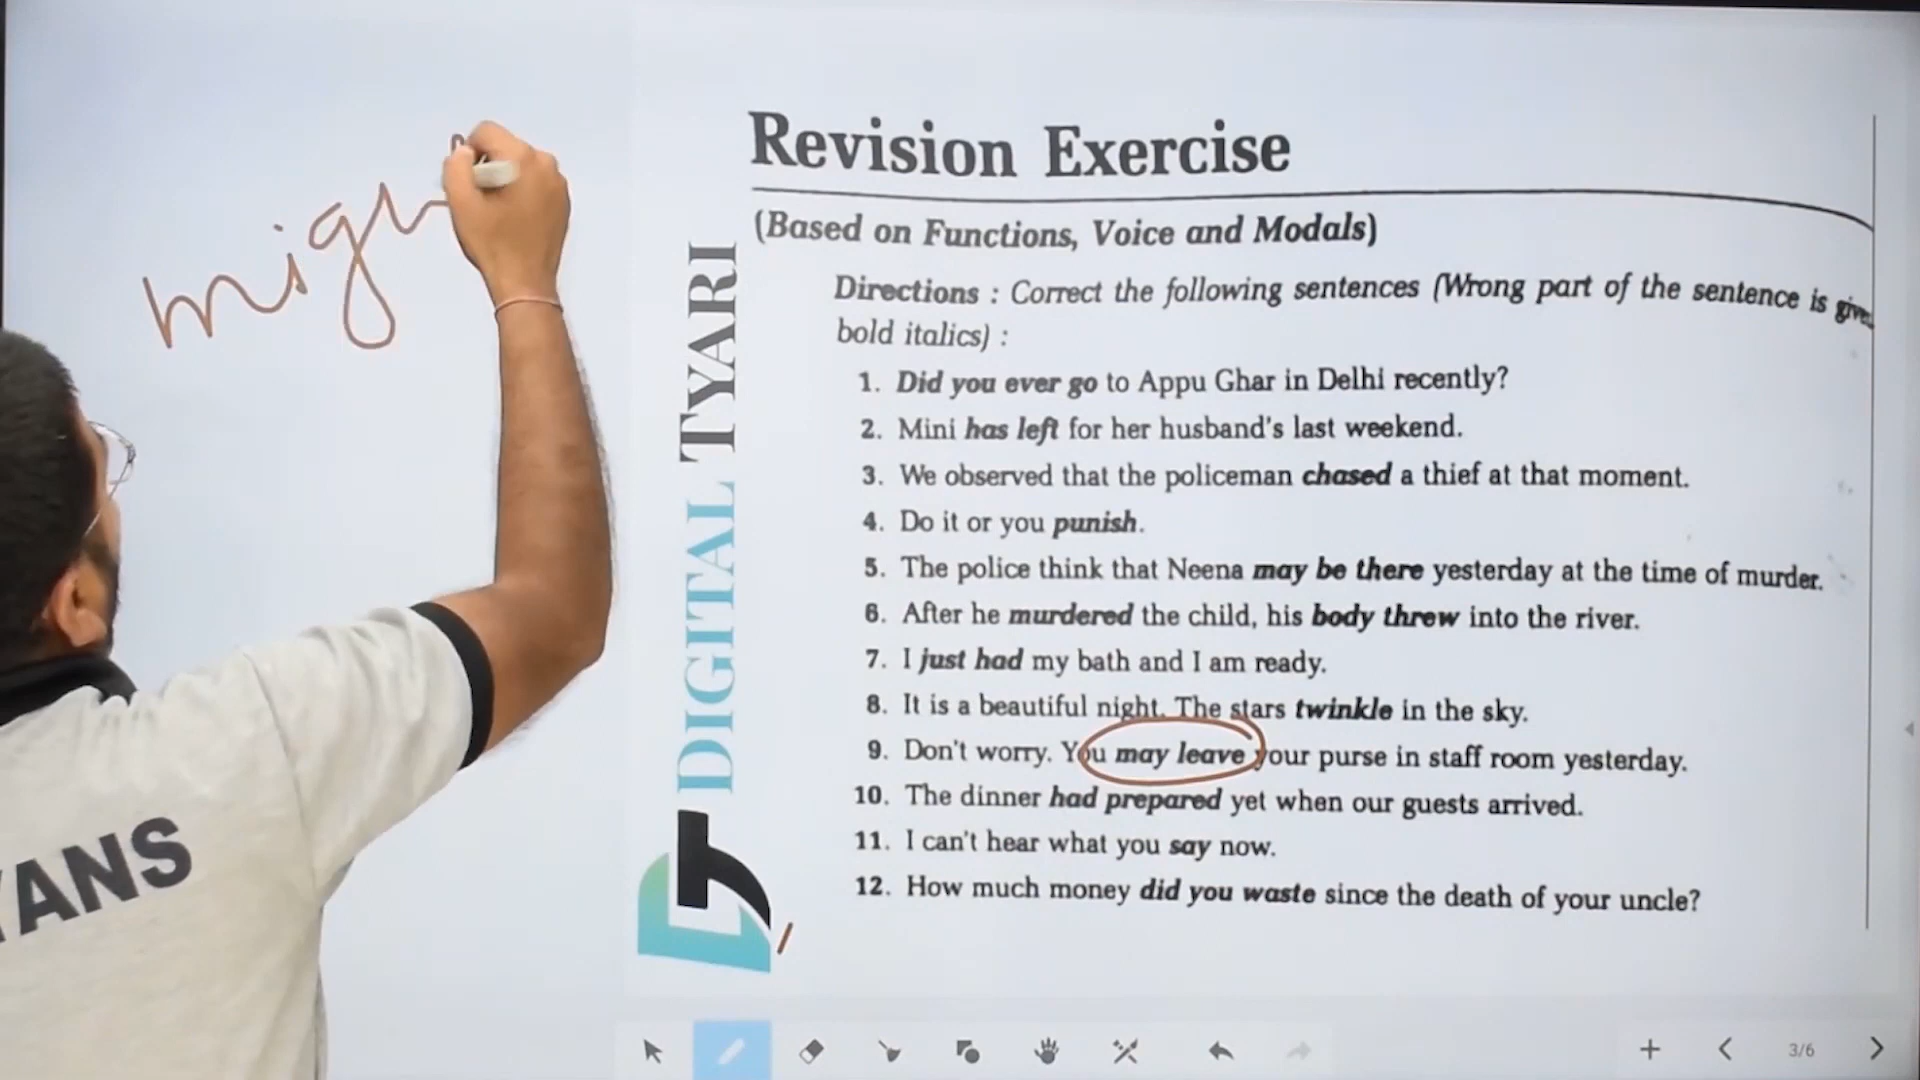 migh
Revision Exercise
(Based on Functions, Voice and Modals)
Directions : Correct the following sentences (Wrong part of the sentence is
bold italics) :
1. Did you ever go to Appu Ghar in Delhi recently?
2. Mini has left for her husband's last weekend.
3. We observed that the policeman chased a thief at that moment.
4. Do it or you punish.
5. The police think that Neena may be there yesterday at the time of murder.
6. After he murdered the child, his body threw into the river.
7. I just had my bath and I am ready.
8. It is a beautiful night. The stars twinkle in the sky.
9. Don't worry. You may leave your purse in staff room yesterday.
10. The dinner had prepared yet when our guests arrived.
11. I can't hear what you say now.
12. How much money did you waste since the death of your uncle?
DIGITAL TYARI
YANS
3/6